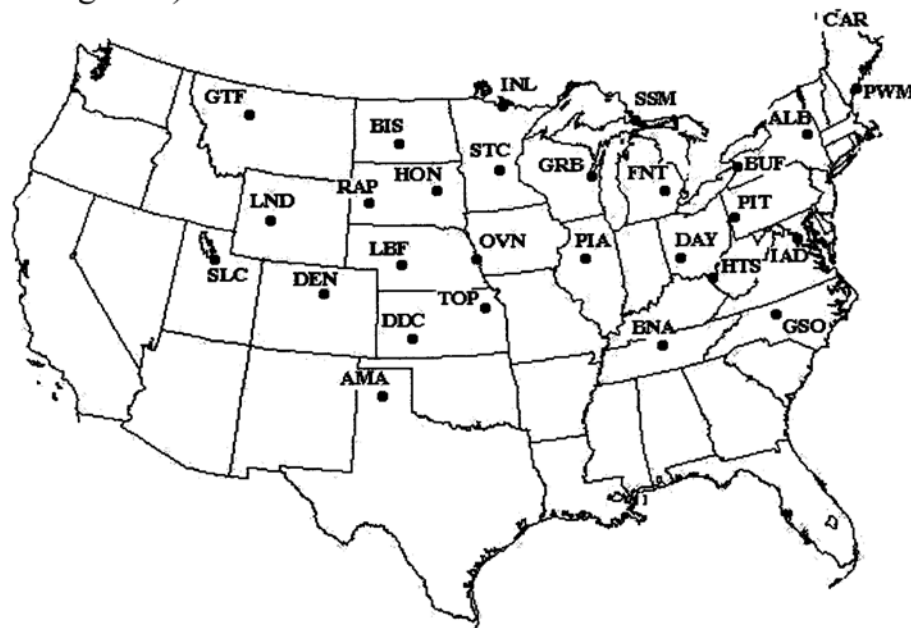 CAR
INL
PWM
GTF
SSM
ALB
BIS
STC
GRB
BUF
HON
FNT
RAP
LND
PIT
OVN
PIA
DAY
LBF
IAD
SLC
HTS
DEN
TOP
DDC
BNA
GSO
AMA